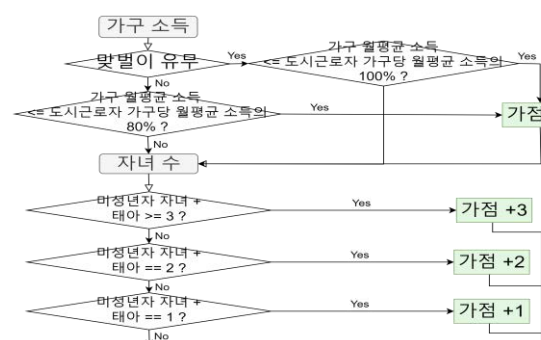 가구 소득
맞벌이 유무
Yes
가구 월평균 소득
<= 도시근로자 가구당 월평균 소득의
100% ?
Yes
No
가구 월평균 소득
<= 도시근로자 가구당 월평균 소득의
80% ?
Yes
가점
No
자녀 수
미성년자 자녀 +
태아 >= 3 ?
Yes
가점 +3
No
미성년자 자녀 +
태아 == 2 ?
Yes
가점 +2
No
미성년자 자녀 +
태아 == 1 ?
Yes
가점 +1
No